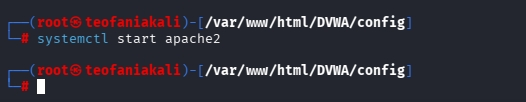 ┌──(root㉿teofaniakali)-[/var/www/html/DVWA/config]
└─# systemctl start apache2
┌──(root㉿teofaniakali)-[/var/www/html/DVWA/config]
└─#